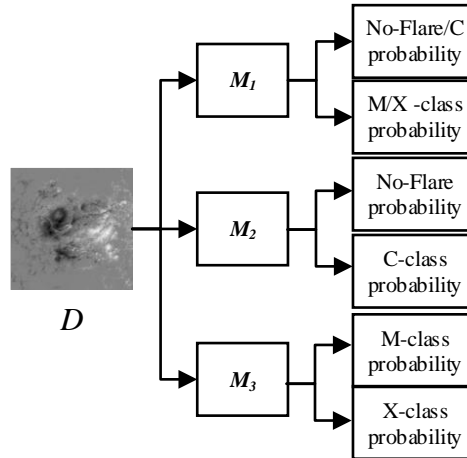 No-Flare/C
probability
M₁
M/X -class
probability
No-Flare
probability
M₂
C-class
probability
D
M-class
probability
M₃
X-class
probability